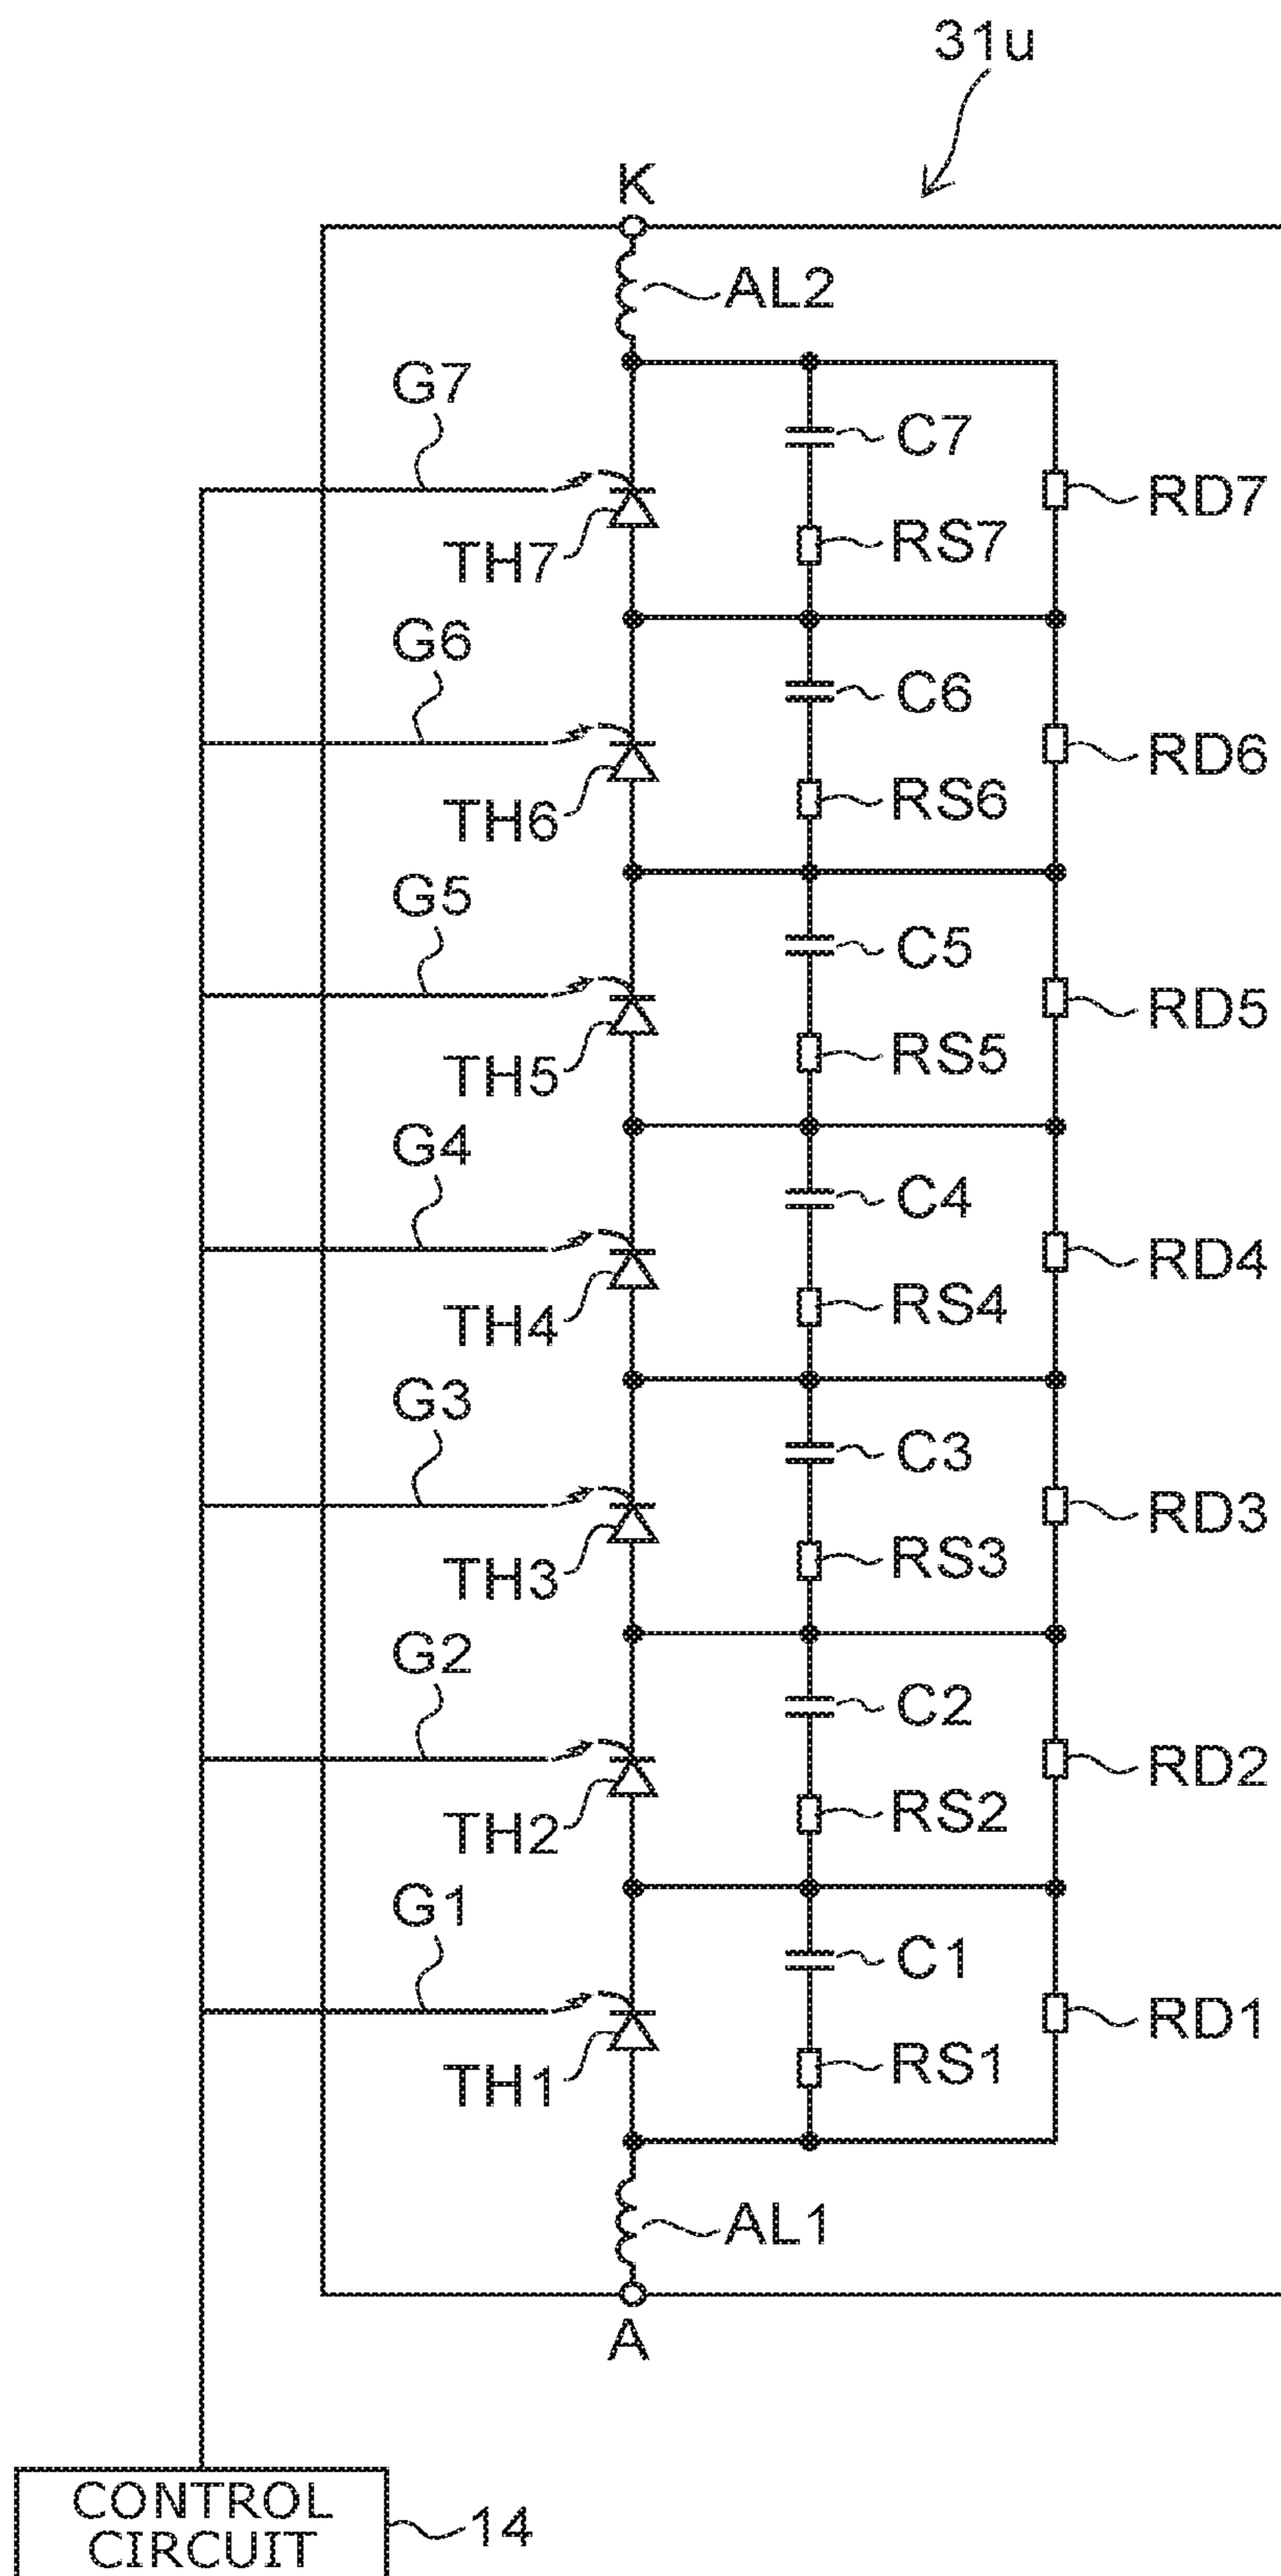 31u
K
AL2
G7
C7
RD7
TH7
RS7
G6
C6
RD6
TH6
RS6
G5
C5
RD5
TH5
RS5
G4
C4
RD4
TH4
RS4
G3
C3
RD3
TH3
RS3
G2
C2
RD2
TH2
RS2
G1
C1
RD1
TH1
RS1
AL1
A
CONTROL
CIRCUIT
14